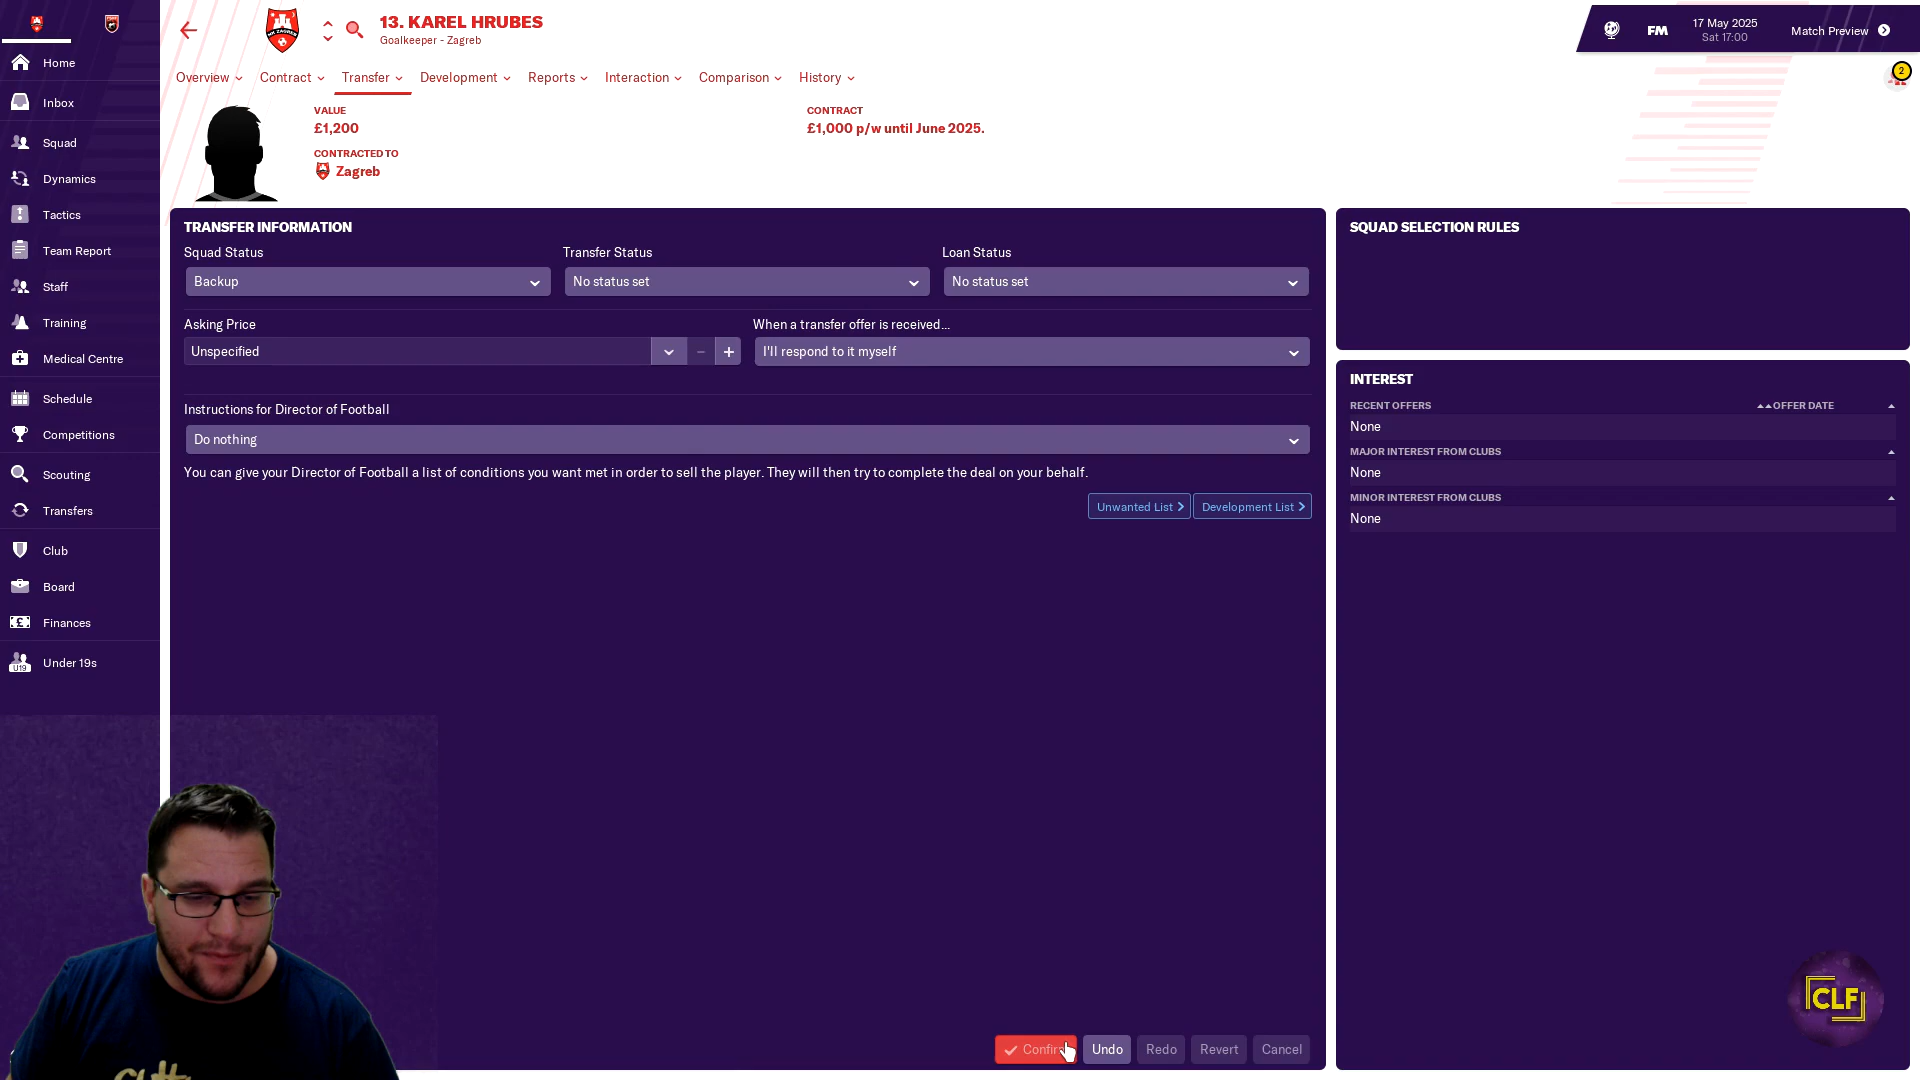 13. KAREL HRUBES
Goalkeeper - Zagreb
17 May 2025
Sat 17:00
FM
Match Preview
2
Home
Inbox
Squad
Dynamics
Tactics
Team Report
Staff
Training
Medical Centre
Schedule
Competitions
Scouting
Transfers
Club
Board
Finances
U19
Under 19s
Overview
Contract
Transfer
Development
Reports
Interaction
Comparison
History
VALUE
£1,200
CONTRACTED TO
Zagreb
CONTRACT
£1,000 p/w until June 2025.
TRANSFER INFORMATION
Squad Status
Transfer Status
Loan Status
Backup
No status set
No status set
Asking Price
When a transfer offer is received...
Unspecified
I'll respond to it myself
Instructions for Director of Football
Do nothing
You can give your Director of Football a list of conditions you want met in order to sell the player. They will then try to complete the deal on your behalf.
Unwanted List
Development List
Undo
Redo
Revert
Cancel
SQUAD SELECTION RULES
INTEREST
RECENT OFFERS
OFFER DATE
None
MAJOR INTEREST FROM CLUBS
None
MINOR INTEREST FROM CLUBS
None
CLF